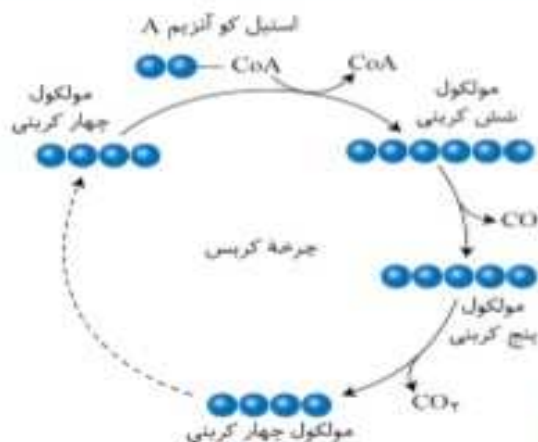 استیل کو آنزیم A
CoA
CoA
مولکول
چهار کربنی
مولکول
شش کربنی
CO
چرخهٔ کربس
مولکول
پنج کربنی
CO۲
مولکول چهار کربنی